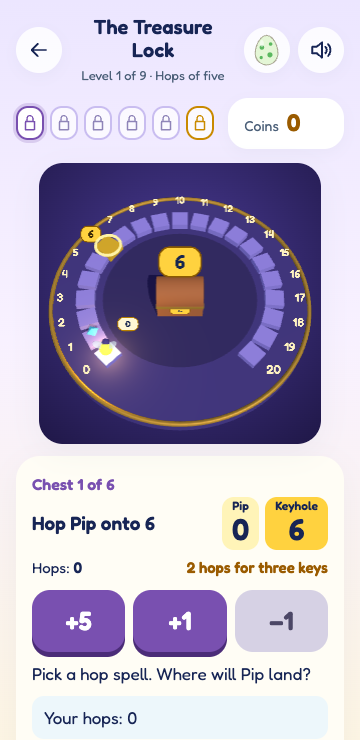 The Treasure
Lock
Level 1 of 9 · Hops of five
Coins 0
0
1
2
3
4
5
6
7
8
9
10
11
12
13
14
15
16
17
18
19
20
6
0
Chest 1 of 6
Hop Pip onto 6
Pip
0
Keyhole
6
Hops: 0
2 hops for three keys
+5
+1
−1
Pick a hop spell. Where will Pip land?
Your hops: 0